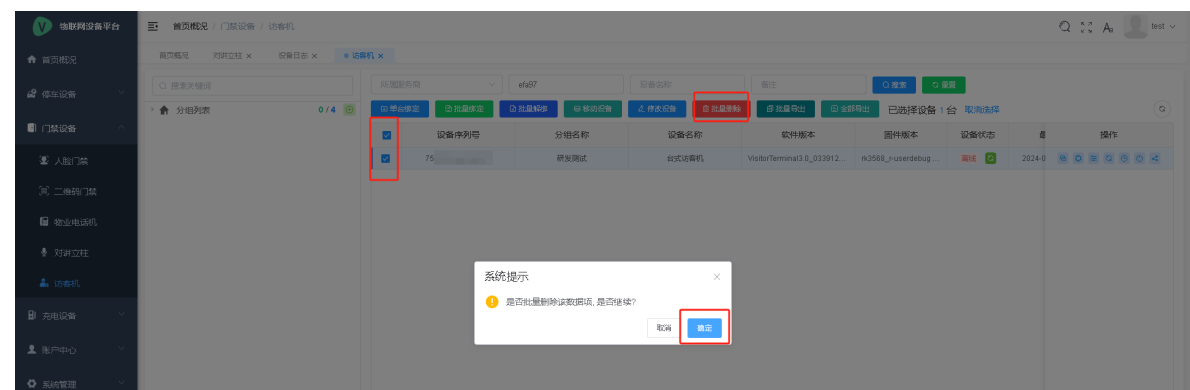 物联网设备平台
首页概况 / 门禁设备 / 访客机
test
首页概况
停车设备
门禁设备
人脸门禁
二维码门禁
物业电话机
对讲立柱
访客机
充电设备
账户中心
系统管理
首页概况 对讲立柱 × 设备日志 × 访客机 ×
搜索关键词
分组列表 0 / 4
所属服务商 efa97 设备名称 备注 搜索 重置
单台绑定 批量绑定 批量解绑 移动设备 修改设备 批量删除 批量导出 全部导出 已选择设备 1 台 取消选择
设备序列号 分组名称 设备名称 软件版本 固件版本 设备状态 操作
75 研发测试 台式访客机 VisitorTerminal3.0_033912... rk3568_r-userdebug ... 离线 2024-0
系统提示
是否批量删除该数据项, 是否继续?
取消 确定